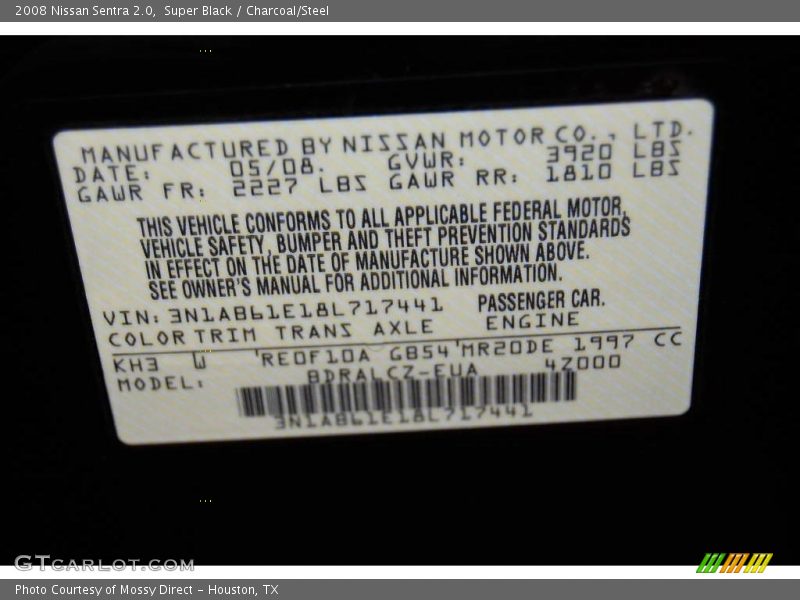 2008 Nissan Sentra 2.0,  Super Black / Charcoal/Steel
MANUFACTURED BY NISSAN MOTOR CO., LTD.
DATE: 05/08. GVWR: 3920 LBS
GAWR FR: 2227 LBS GAWR RR: 1810 LBS
THIS VEHICLE CONFORMS TO ALL APPLICABLE FEDERAL MOTOR,
VEHICLE SAFETY, BUMPER AND THEFT PREVENTION STANDARDS
IN EFFECT ON THE DATE OF MANUFACTURE SHOWN ABOVE.
SEE OWNER'S MANUAL FOR ADDITIONAL INFORMATION.
VIN: 3N1AB61E18L717441 PASSENGER CAR.
COLOR TRIM TRANS AXLE ENGINE
KH3 W 'RE0F10A GB54'MR20DE 1997 CC
MODEL: BDRALCZ-EUA 4Z000
3N1AB61E18L717441
GTCARLOT.COM
Photo Courtesy of Mossy Direct - Houston, TX